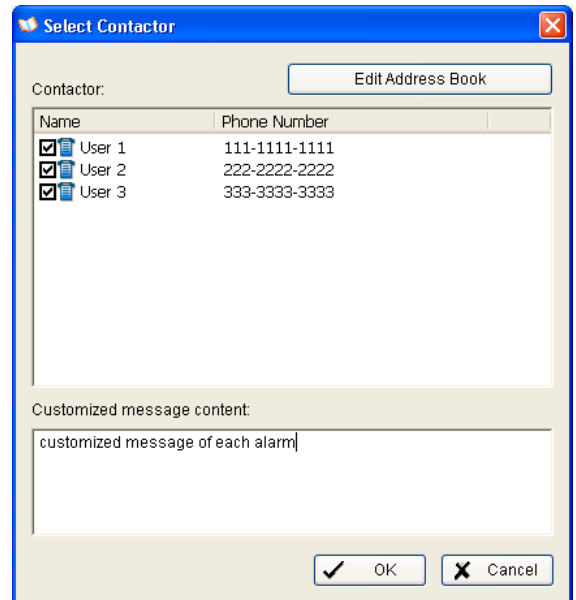 Select Contactor
Edit Address Book
Contactor:
Name Phone Number
User 1 111-1111-1111
User 2 222-2222-2222
User 3 333-3333-3333
Customized message content:
customized message of each alarm
OK Cancel